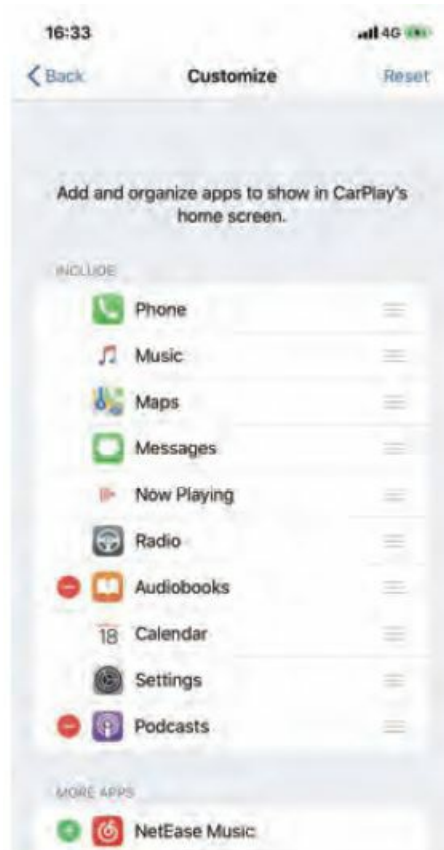 16:33
4G
Back
Customize
Reset
Add and organize apps to show in CarPlay's
home screen.
INCLUDE
Phone
Music
Maps
Messages
Now Playing
Radio
Audiobooks
18 Calendar
Settings
Podcasts
MORE APPS
NetEase Music